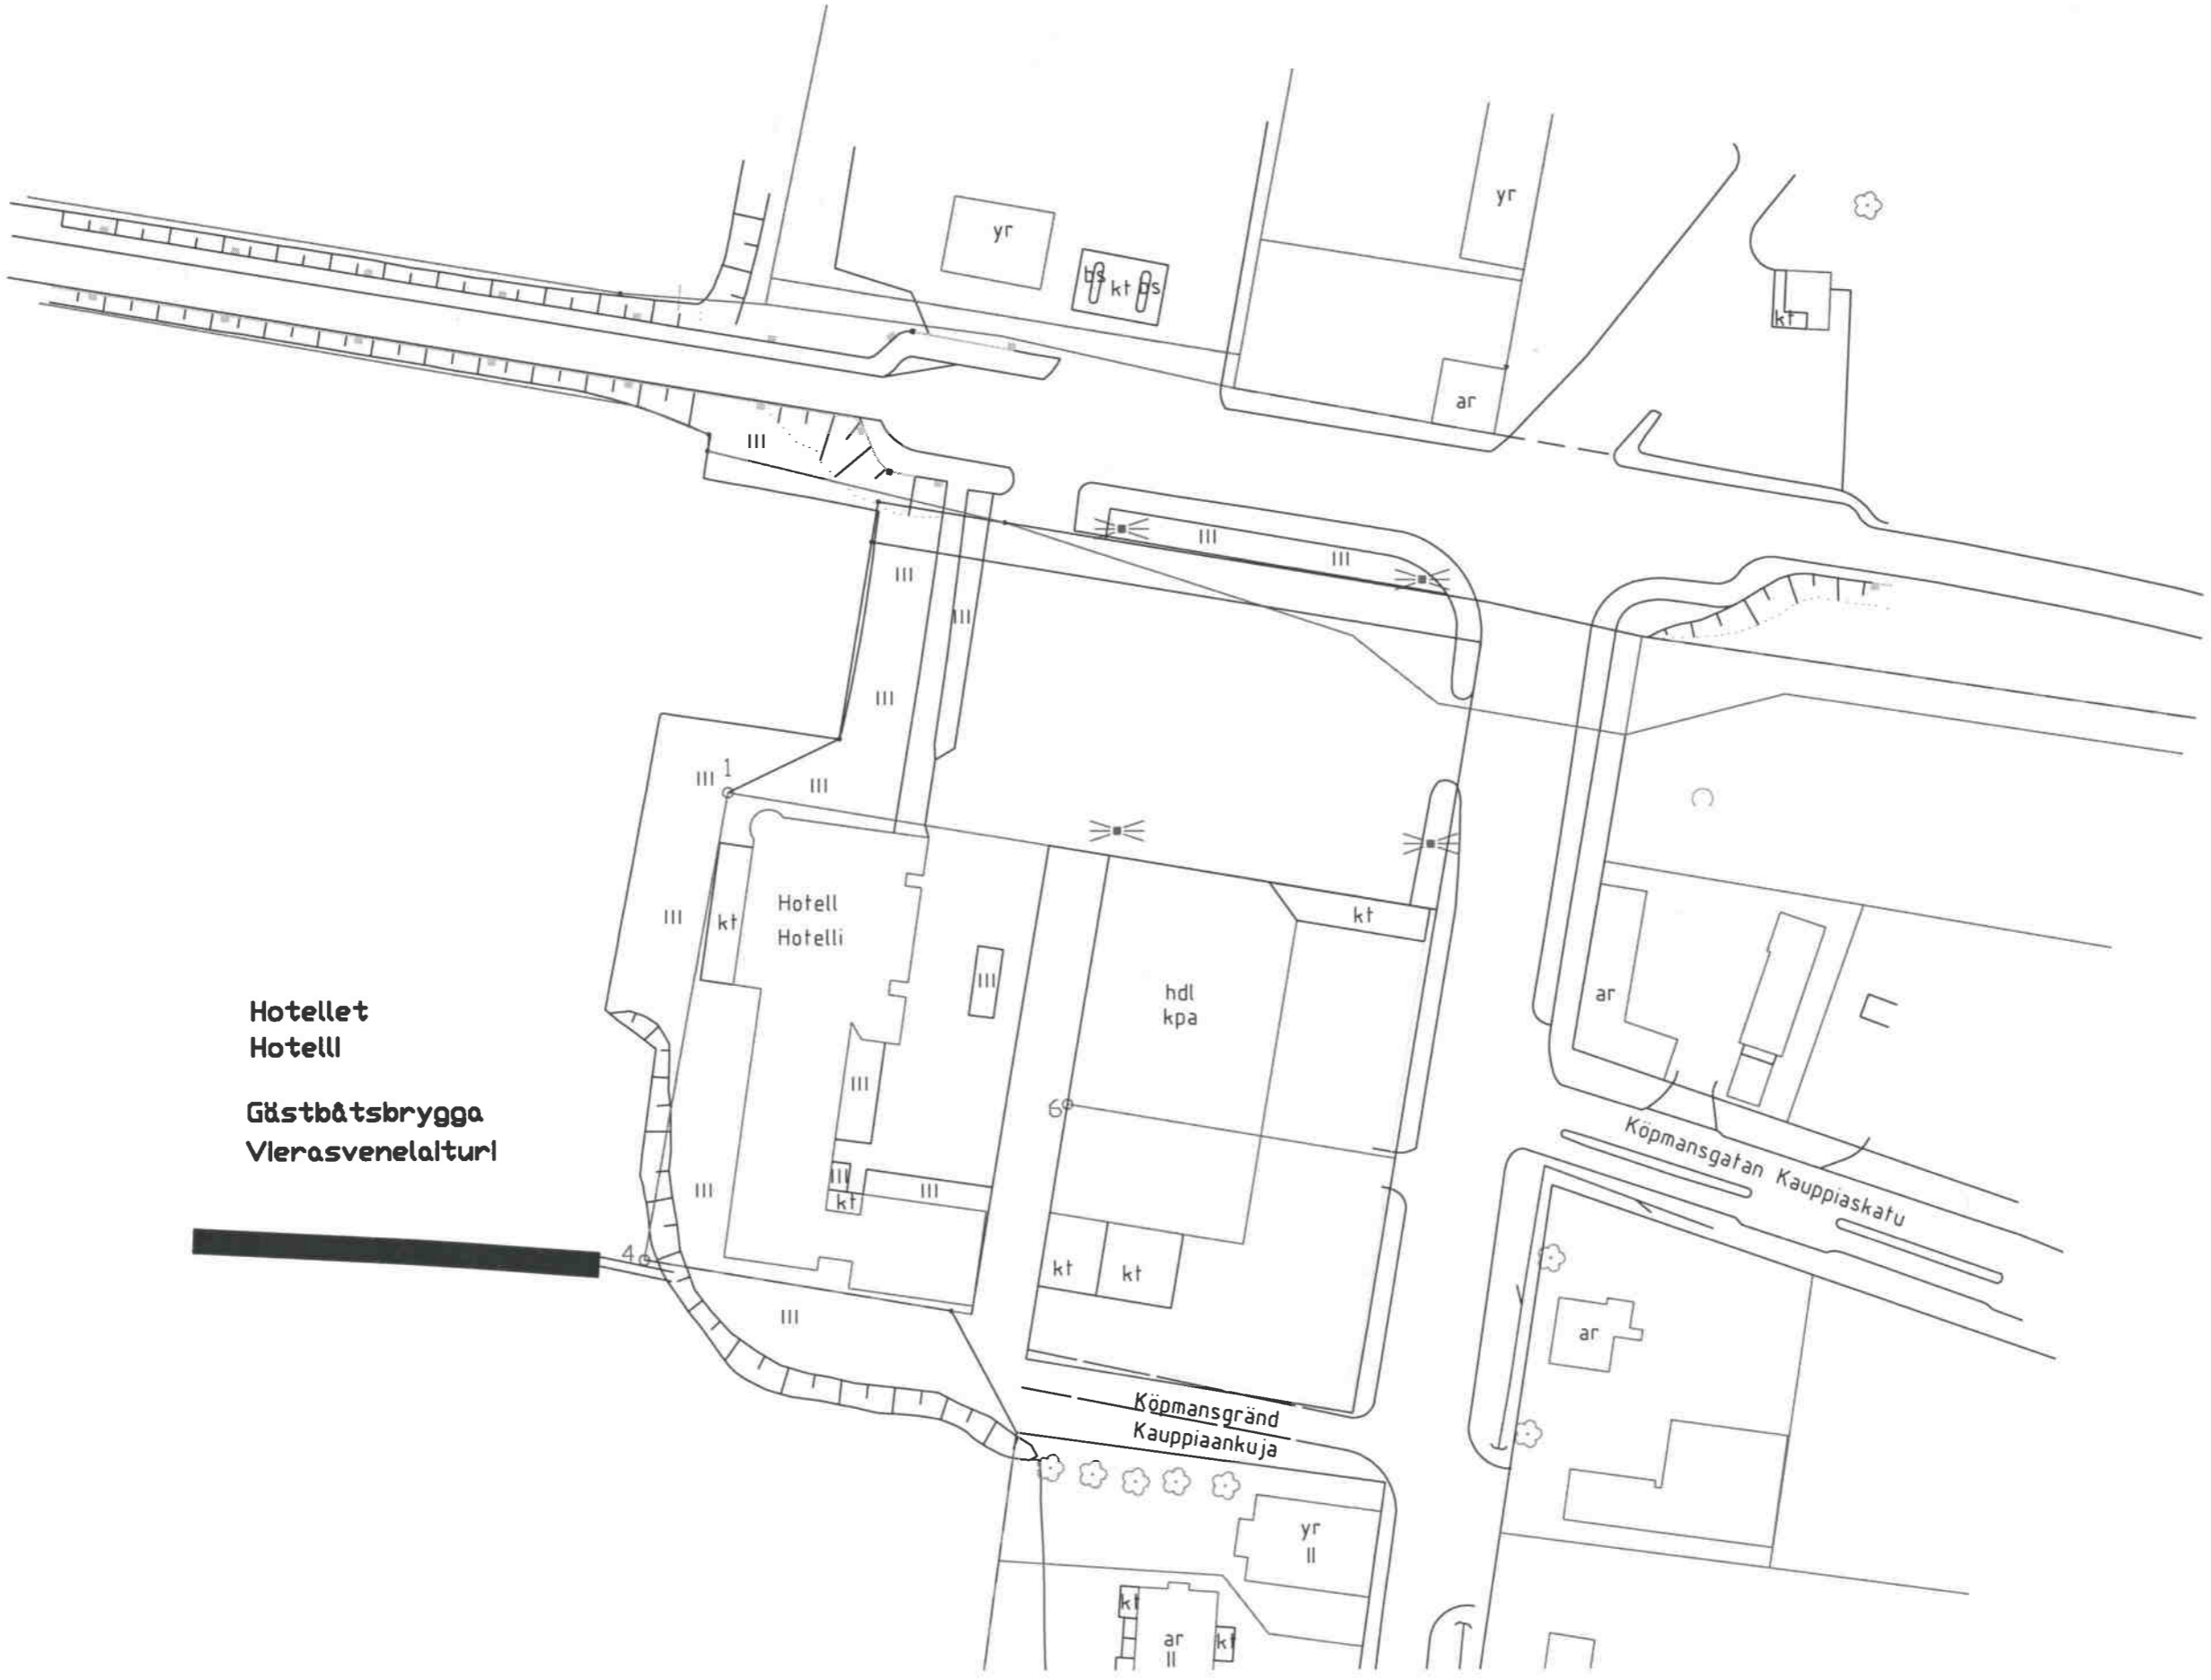 yr
yr
bs kt bs
kt
ar
III
III
III
III
III
III
1
III
III
Hotell
Hotelli
kt
III
kt
III
hdl
kpa
ar
Hotellet
HotellI
Gästbåtsbrygga
VIerasvenelaIturI
III
6
Köpmansgatan Kauppiaskatu
III
III
III
kt
4
kt
kt
III
ar
Köpmansgränd
Kauppiaankuja
yr
II
kt
ar
II
kt